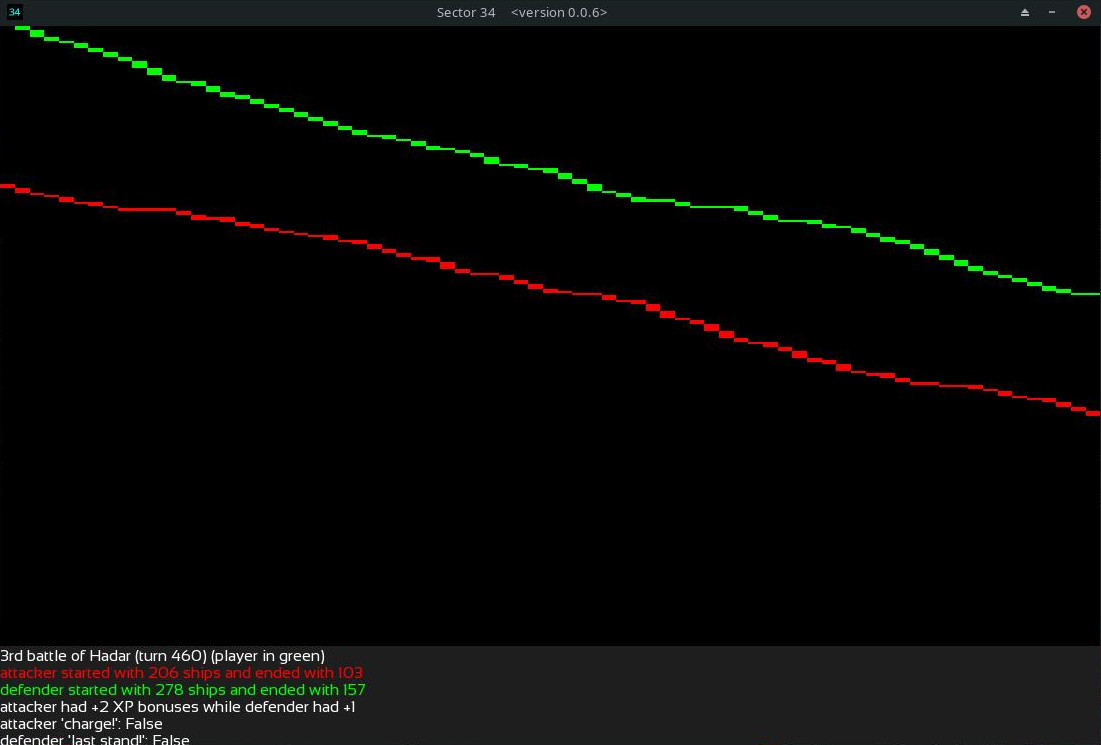 34
Sector 34 <version 0.0.6>
3rd battle of Hadar (turn 460) (player in green)
attacker started with 206 ships and ended with 103
defender started with 278 ships and ended with 157
attacker had +2 XP bonuses while defender had +1
attacker 'charge!': False
defender 'last stand!': False